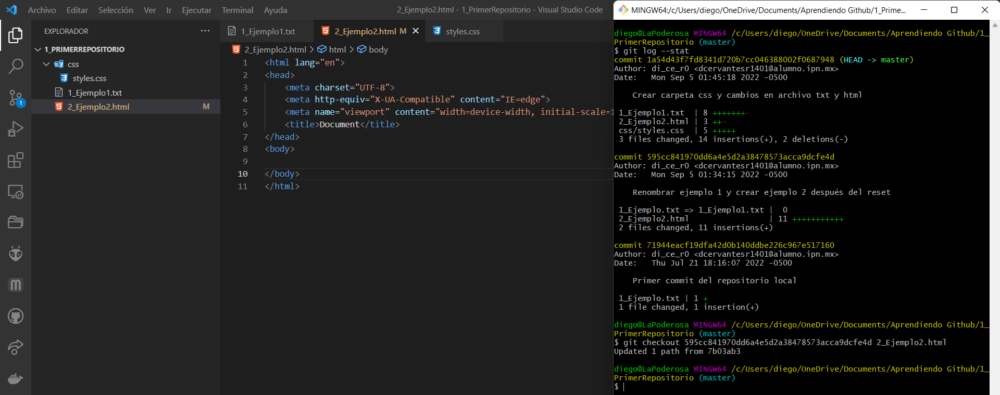 Archivo Editar Selección Ver Ir Ejecutar Terminal Ayuda
2_Ejemplo2.html - 1_PrimerRepositorio - Visual Studio Code
EXPLORADOR
1_PRIMERREPOSITORIO
css
styles.css
1_Ejemplo1.txt
2_Ejemplo2.html M
1
1_Ejemplo1.txt 2_Ejemplo2.html M styles.css
2_Ejemplo2.html > html > body
1 <html lang="en">
2 <head>
3 <meta charset="UTF-8">
4 <meta http-equiv="X-UA-Compatible" content="IE=edge">
5 <meta name="viewport" content="width=device-width, initial-scale=1
6 <title>Document</title>
7 </head>
8 <body>
9
10 </body>
11 </html>
MINGW64:/c/Users/diego/OneDrive/Documents/Aprendiendo Github/1_Prime...
diego@LaPoderosa MINGW64 /c/Users/diego/OneDrive/Documents/Aprendiendo Github/1_
PrimerRepositorio (master)
$ git log --stat
commit 1a54d43f7fd8341d720b7cc046388002f0687948 (HEAD -> master)
Author: di_ce_r0 <dcervantesr1401@alumno.ipn.mx>
Date: Mon Sep 5 01:45:18 2022 -0500
Crear carpeta css y cambios en archivo txt y html
1_Ejemplo1.txt | 8 +++++++-
2_Ejemplo2.html | 3 ++-
css/styles.css | 5 +++++
3 files changed, 14 insertions(+), 2 deletions(-)
commit 595cc841970dd6a4e5d2a38478573acca9dcfe4d
Author: di_ce_r0 <dcervantesr1401@alumno.ipn.mx>
Date: Mon Sep 5 01:34:15 2022 -0500
Renombrar ejemplo 1 y crear ejemplo 2 después del reset
1_Ejemplo.txt => 1_Ejemplo1.txt | 0
2_Ejemplo2.html | 11 +++++++++++
2 files changed, 11 insertions(+)
commit 71944eacf19dfa42d0b140ddbe226c967e517160
Author: di_ce_r0 <dcervantesr1401@alumno.ipn.mx>
Date: Thu Jul 21 18:16:07 2022 -0500
Primer commit del repositorio local
1_Ejemplo.txt | 1 +
1 file changed, 1 insertion(+)
diego@LaPoderosa MINGW64 /c/Users/diego/OneDrive/Documents/Aprendiendo Github/1_
PrimerRepositorio (master)
$ git checkout 595cc841970dd6a4e5d2a38478573acca9dcfe4d 2_Ejemplo2.html
Updated 1 path from 7b03ab3
diego@LaPoderosa MINGW64 /c/Users/diego/OneDrive/Documents/Aprendiendo Github/1_
PrimerRepositorio (master)
$